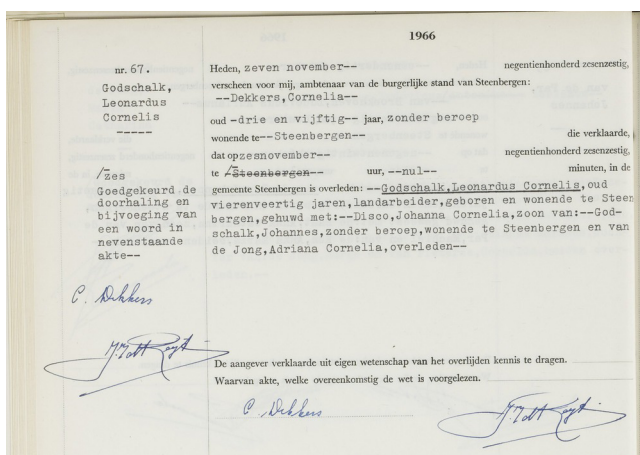 1966
nr. 67.
Godschalk,
Leonardus
Cornelis
-----
/zes
Goedgekeurd de
doorhaling en
bijvoeging van
een woord in
nevenstaande
akte--
C. Dekkers
Heden, zeven november-- negentienhonderd zesenzestig,
verscheen voor mij, ambtenaar van de burgerlijke stand van Steenbergen:
--Dekkers,Cornelia--
oud -drie en vijftig-- jaar, zonder beroep
wonende te--Steenbergen-- die verklaarde,
dat opzesnovember-- negentienhonderd zesenzestig,
te /-Steenbergen-- uur, --nul-- minuten, in de
gemeente Steenbergen is overleden: --Godschalk,Leonardus Cornelis,oud
vierenveertig jaren,landarbeider,geboren en wonende te Steen
bergen,gehuwd met:--Disco,Johanna Cornelia,zoon van:--God-
schalk,Johannes,zonder beroep,wonende te Steenbergen en van
de Jong,Adriana Cornelia,overleden--
De aangever verklaarde uit eigen wetenschap van het overlijden kennis te dragen.
Waarvan akte, welke overeenkomstig de wet is voorgelezen.
C. Dekkers